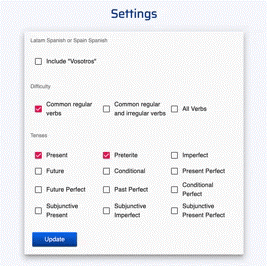 Settings
Latam Spanish or Spain Spanish
Include "Vosotros"
Difficulty
Common regular verbs
Common regular and irregular verbs
All Verbs
Tenses
Present
Preterite
Imperfect
Future
Conditional
Present Perfect
Future Perfect
Past Perfect
Conditional Perfect
Subjunctive Present
Subjunctive Imperfect
Subjunctive Present Perfect
Update